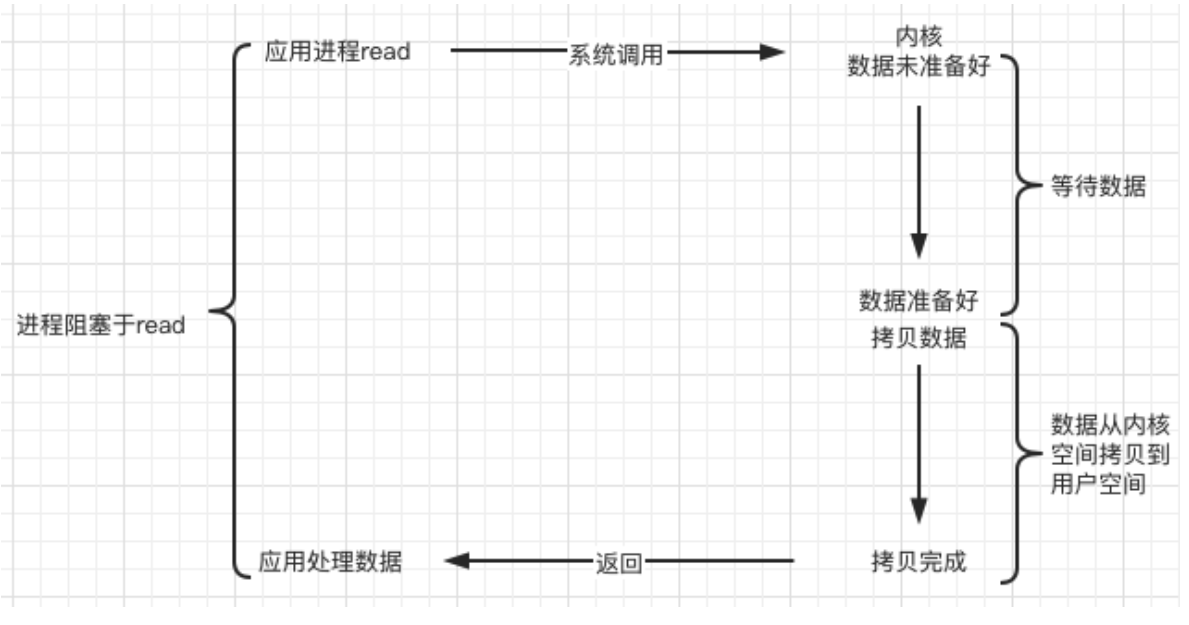 应用进程read
系统调用
内核
数据未准备好
等待数据
数据准备好
进程阻塞于read
拷贝数据
数据从内核
空间拷贝到
用户空间
应用处理数据
返回
拷贝完成